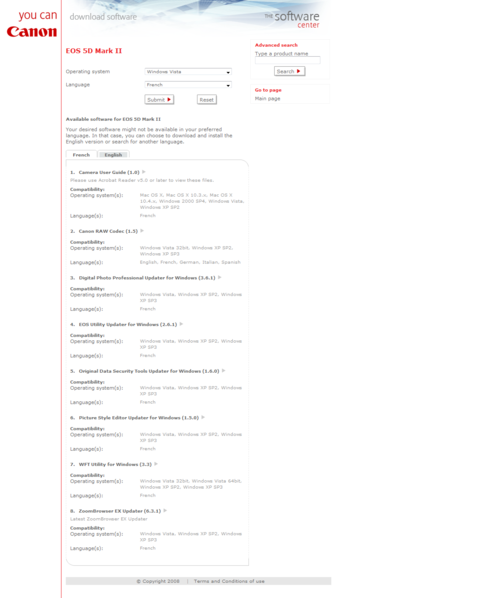 you can
Canon
download software
THE software center
EOS 5D Mark II
Operating system
Windows Vista
Language
French
Submit
Reset
Advanced search
Type a product name
Search
Go to page
Main page
Available software for EOS 5D Mark II
Your desired software might not be available in your preferred
language. In that case, you can choose to download and install the
English version or search for another language.
French
English
1. Camera User Guide (1.0)
Please use Acrobat Reader v5.0 or later to view these files.
Compatibility:
Operating system(s):
Mac OS X, Mac OS X 10.3.x, Mac OS X
10.4.x, Windows 2000 SP4, Windows Vista,
Windows XP SP2
Language(s):
French
2. Canon RAW Codec (1.5)
Compatibility:
Operating system(s):
Windows Vista 32bit, Windows XP SP2,
Windows XP SP3
Language(s):
English, French, German, Italian, Spanish
3. Digital Photo Professional Updater for Windows (3.6.1)
Compatibility:
Operating system(s):
Windows Vista, Windows XP SP2, Windows
XP SP3
Language(s):
French
4. EOS Utility Updater for Windows (2.6.1)
Compatibility:
Operating system(s):
Windows Vista, Windows XP SP2, Windows
XP SP3
Language(s):
French
5. Original Data Security Tools Updater for Windows (1.6.0)
Compatibility:
Operating system(s):
Windows Vista, Windows XP SP2, Windows
XP SP3
Language(s):
French
6. Picture Style Editor Updater for Windows (1.5.0)
Compatibility:
Operating system(s):
Windows Vista, Windows XP SP2, Windows
XP SP3
Language(s):
French
7. WFT Utility for Windows (3.3)
Compatibility:
Operating system(s):
Windows Vista 32bit, Windows Vista 64bit,
Windows XP SP2, Windows XP SP3
Language(s):
French
8. ZoomBrowser EX Updater (6.3.1)
Latest ZoomBrowser EX Updater
Compatibility:
Operating system(s):
Windows Vista, Windows XP SP2, Windows
XP SP3
Language(s):
French
© Copyright 2008 | Terms and Conditions of use